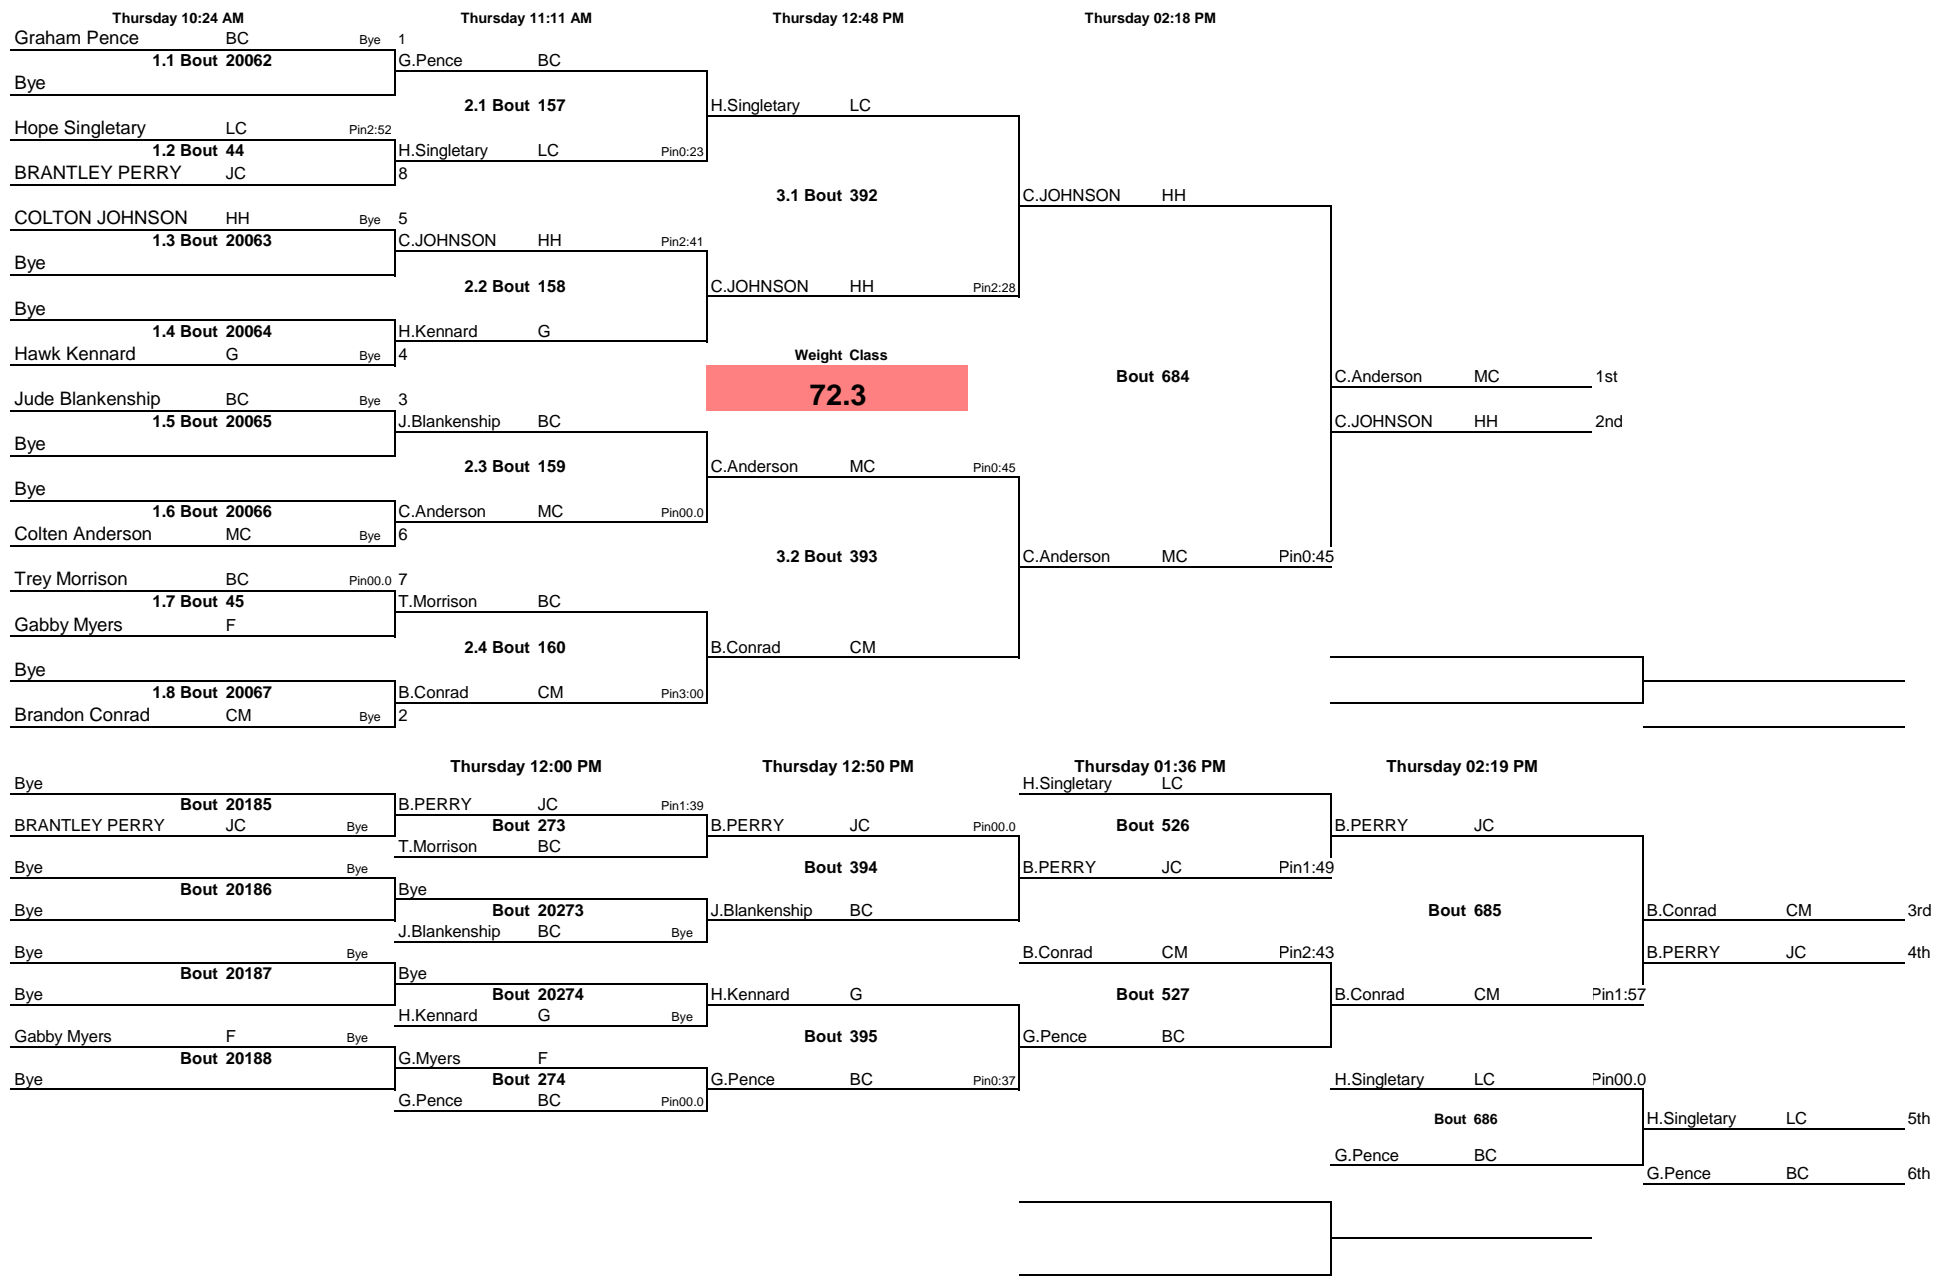 Thursday 10:24 AM Thursday 11:11 AM Thursday 12:48 PM Thursday 02:18 PM
Graham Pence BC Bye 1
1.1 Bout 20062 G.Pence BC
Bye
2.1 Bout 157 H.Singletary LC
Hope Singletary LC Pin2:52
1.2 Bout 44 H.Singletary LC Pin0:23
BRANTLEY PERRY JC 8
3.1 Bout 392 C.JOHNSON HH
COLTON JOHNSON HH Bye 5
1.3 Bout 20063 C.JOHNSON HH Pin2:41
Bye
2.2 Bout 158 C.JOHNSON HH Pin2:28
Bye
1.4 Bout 20064 H.Kennard G
Hawk Kennard G Bye 4 Weight Class
Bout 684 C.Anderson MC 1st
Jude Blankenship BC Bye 3 72.3
1.5 Bout 20065 J.Blankenship BC C.JOHNSON HH 2nd
Bye
2.3 Bout 159 C.Anderson MC Pin0:45
Bye
1.6 Bout 20066 C.Anderson MC Pin00.0
Colten Anderson MC Bye 6
3.2 Bout 393 C.Anderson MC Pin0:45
Trey Morrison BC Pin00.0 7
1.7 Bout 45 T.Morrison BC
Gabby Myers F
2.4 Bout 160 B.Conrad CM
Bye
1.8 Bout 20067 B.Conrad CM Pin3:00
Brandon Conrad CM Bye 2
Thursday 12:00 PM Thursday 12:50 PM Thursday 01:36 PM Thursday 02:19 PM
Bye H.Singletary LC
Bout 20185 B.PERRY JC Pin1:39
BRANTLEY PERRY JC Bye Bout 273 B.PERRY JC Pin00.0 Bout 526 B.PERRY JC
T.Morrison BC
Bye Bye Bout 394 B.PERRY JC Pin1:49
Bout 20186 Bye
Bye Bout 20273 J.Blankenship BC Bout 685 B.Conrad CM 3rd
J.Blankenship BC Bye
Bye Bye B.Conrad CM Pin2:43 B.PERRY JC 4th
Bout 20187 Bye
Bye Bout 20274 H.Kennard G Bout 527 B.Conrad CM Pin1:57
H.Kennard G Bye
Gabby Myers F Bye Bout 395 G.Pence BC
Bout 20188 G.Myers F
Bye Bout 274 G.Pence BC Pin0:37 H.Singletary LC Pin00.0
G.Pence BC Pin00.0
Bout 686 H.Singletary LC 5th
G.Pence BC
G.Pence BC 6th